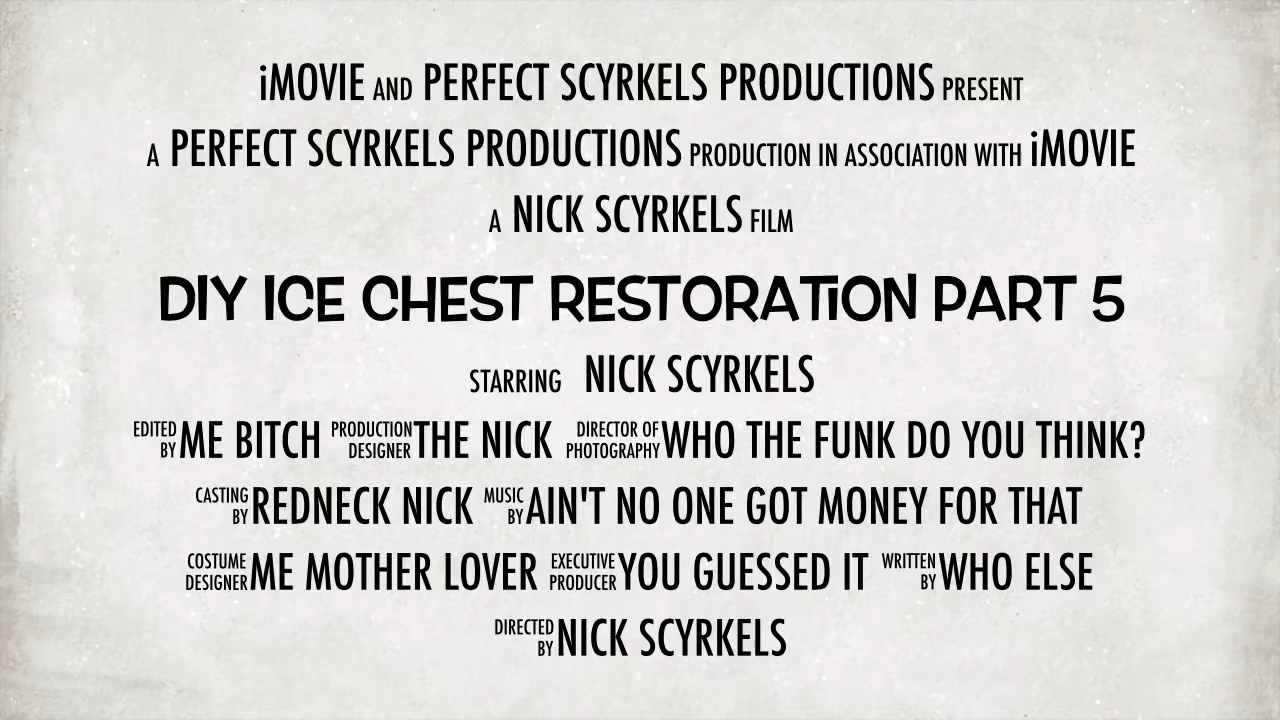 iMOVIE AND PERFECT SCYRKELS PRODUCTIONS PRESENT
A PERFECT SCYRKELS PRODUCTIONS PRODUCTION IN ASSOCIATION WITH iMOVIE
A NICK SCYRKELS FILM
DIY ICE CHEST RESTORATION PART 5
STARRING NICK SCYRKELS
EDITED BY ME BITCH PRODUCTION DESIGNER THE NICK DIRECTOR OF PHOTOGRAPHY WHO THE FUNK DO YOU THINK?
CASTING BY REDNECK NICK MUSIC BY AIN'T NO ONE GOT MONEY FOR THAT
COSTUME DESIGNER ME MOTHER LOVER EXECUTIVE PRODUCER YOU GUESSED IT WRITTEN BY WHO ELSE
DIRECTED BY NICK SCYRKELS